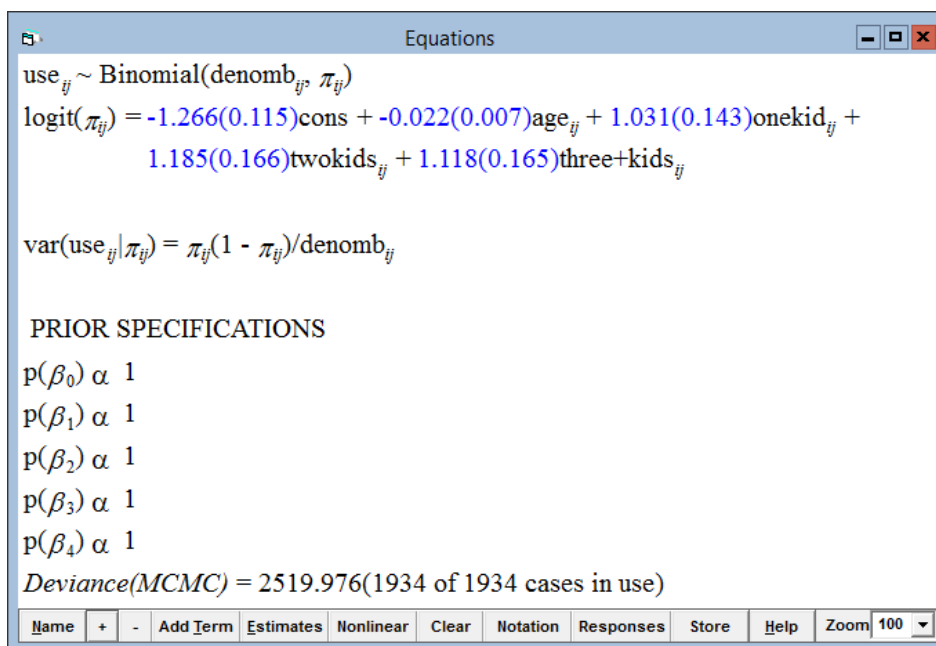 Equations
use_ij ~ Binomial(denomb_ij, π_ij)
logit(π_ij) = -1.266(0.115)cons + -0.022(0.007)age_ij + 1.031(0.143)onekid_ij +
1.185(0.166)twokids_ij + 1.118(0.165)three+kids_ij
var(use_ij|π_ij) = π_ij(1 - π_ij)/denomb_ij
PRIOR SPECIFICATIONS
p(β_0) α 1
p(β_1) α 1
p(β_2) α 1
p(β_3) α 1
p(β_4) α 1
Deviance(MCMC) = 2519.976(1934 of 1934 cases in use)
Name + - Add Term Estimates Nonlinear Clear Notation Responses Store Help Zoom 100